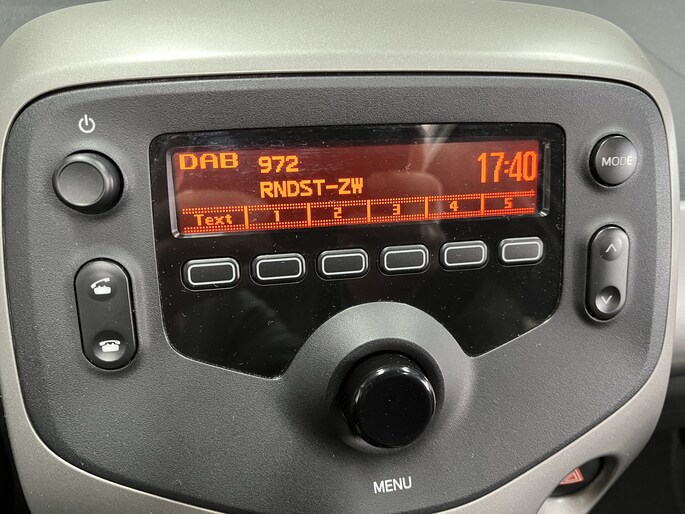 DAB 972 17:40
RNDST-ZW
Text 1 2 3 4 5
MODE
MENU